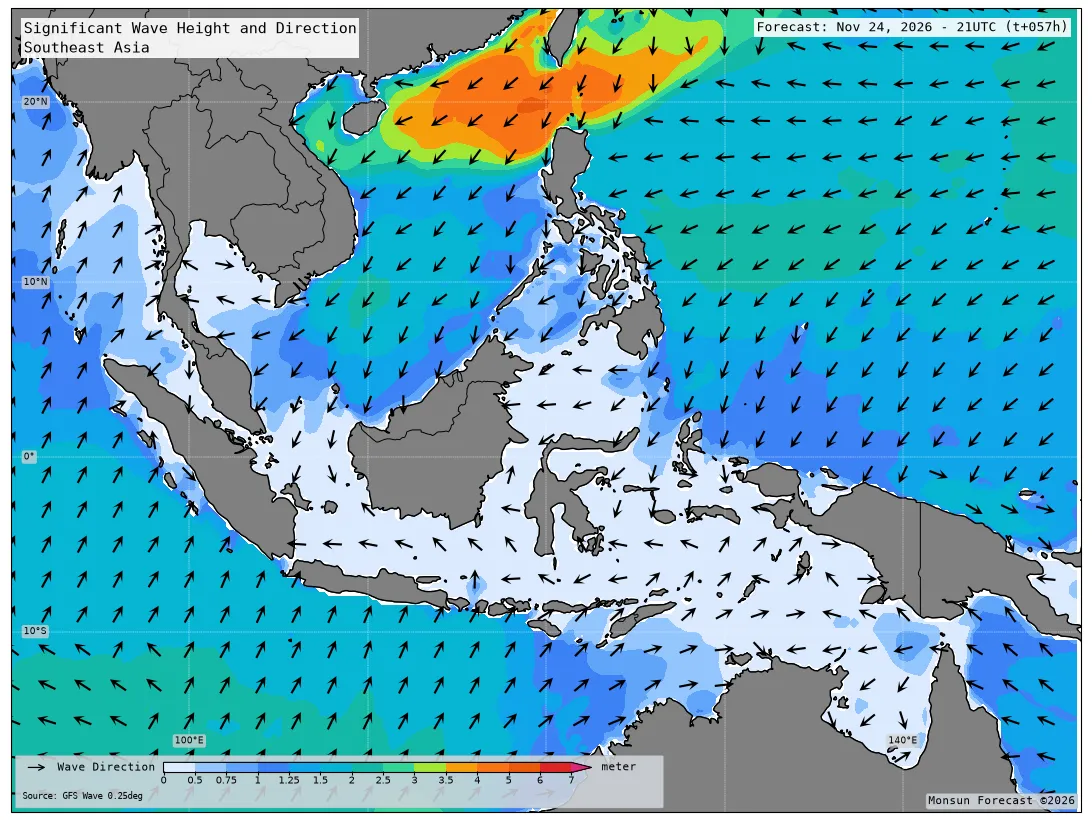 Significant Wave Height and Direction
Southeast Asia
Forecast: Nov 24, 2026 - 21UTC (t+057h)
20°N
10°N
0°
10°S
100°E
140°E
Wave Direction
meter
0 0.5 0.75 1 1.25 1.5 2 2.5 3 3.5 4 5 6 7
Source: GFS Wave 0.25deg
Monsun Forecast ©2026